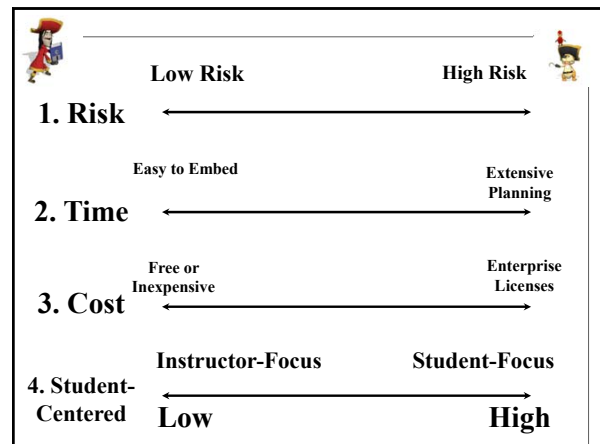 Low Risk High Risk
1. Risk
Easy to Embed Extensive
Planning
2. Time
Free or Enterprise
Inexpensive Licenses
3. Cost
Instructor-Focus Student-Focus
4. Student-
Centered Low High